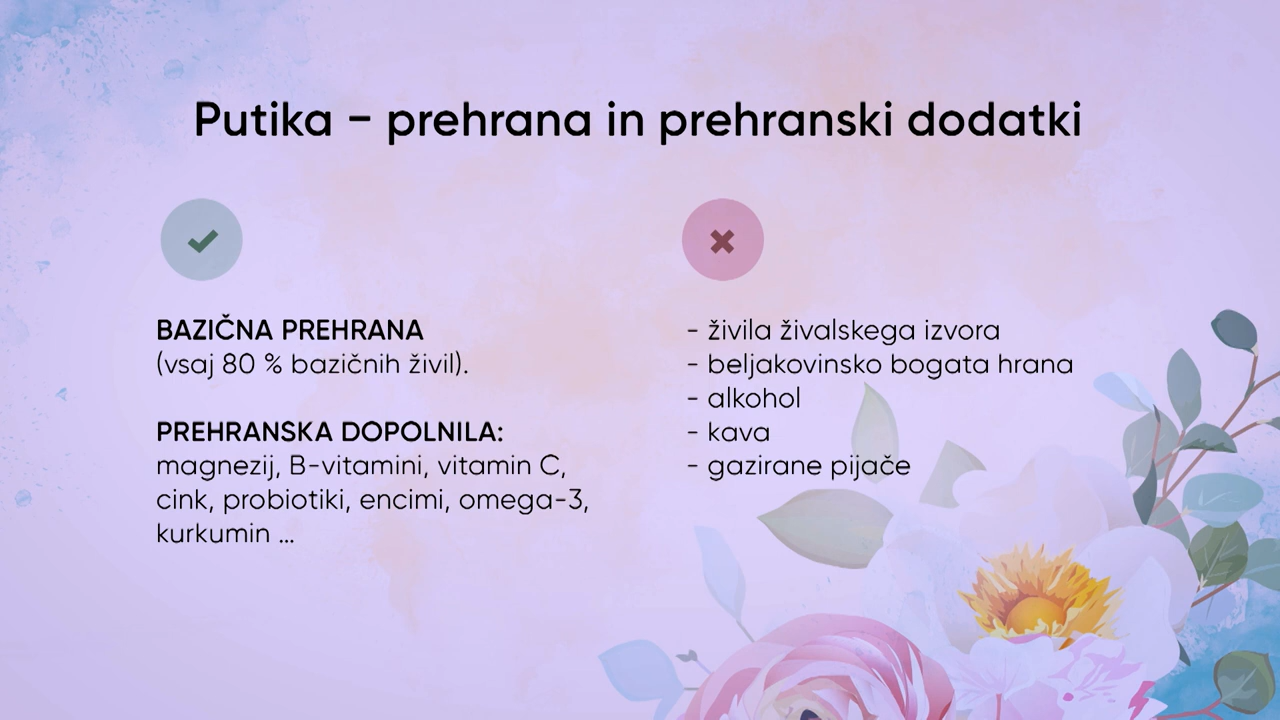 Putika – prehrana in prehranski dodatki
BAZIČNA PREHRANA
(vsaj 80 % bazičnih živil).
PREHRANSKA DOPOLNILA:
magnezij, B-vitamini, vitamin C,
cink, probiotiki, encimi, omega-3,
kurkumin ...
- živila živalskega izvora
- beljakovinsko bogata hrana
- alkohol
- kava
- gazirane pijače